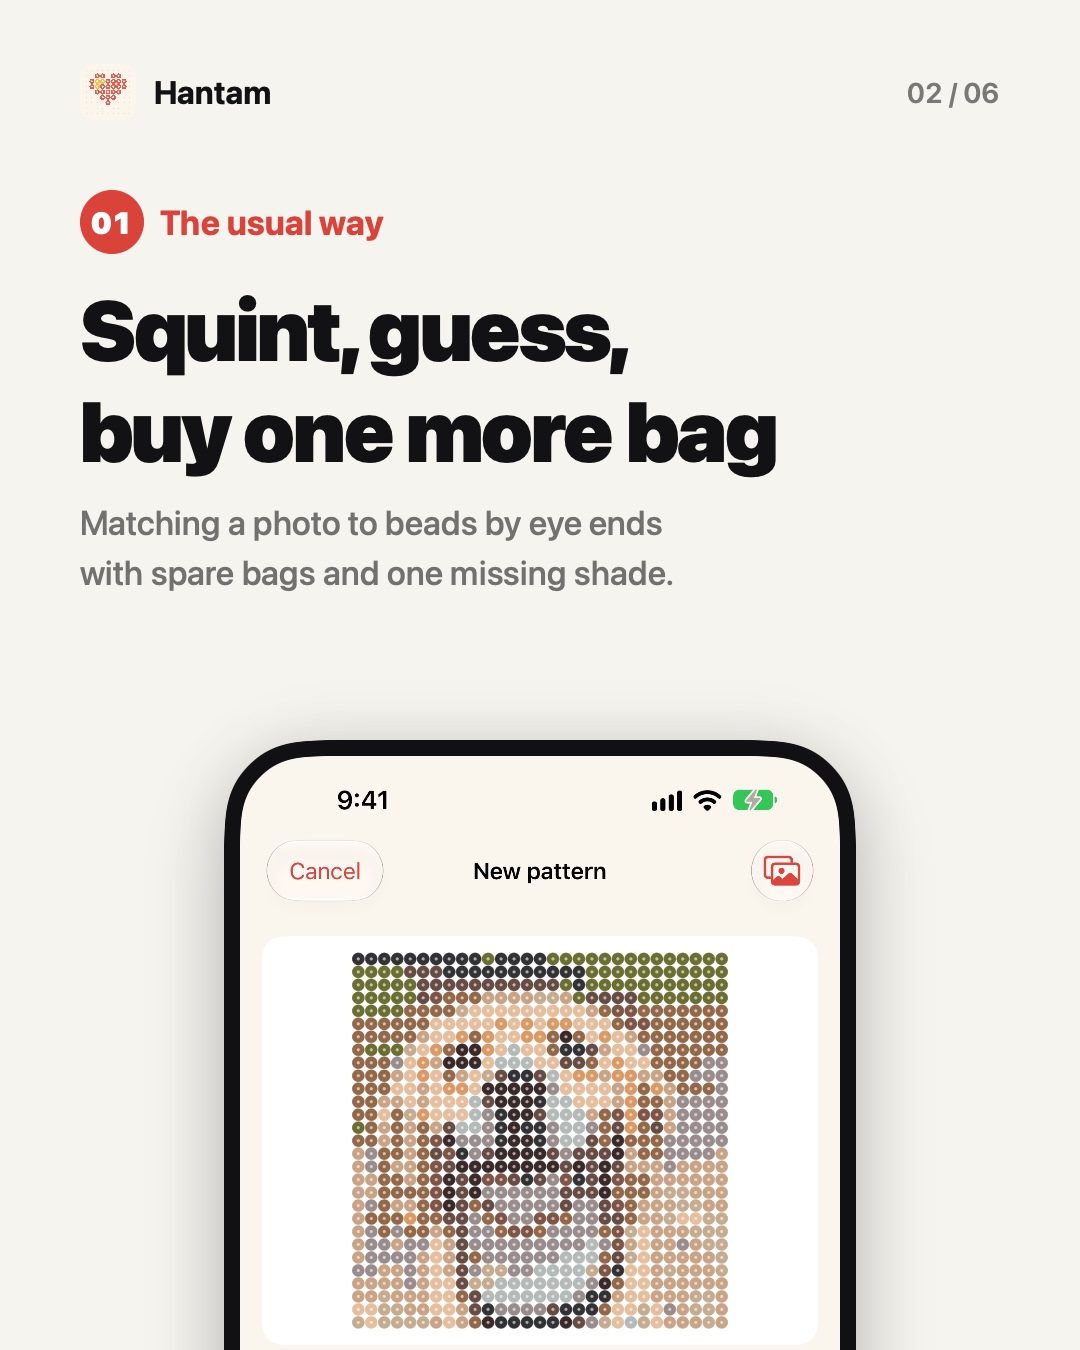 Hantam
02 / 06
01 The usual way
Squint, guess,
buy one more bag
Matching a photo to beads by eye ends
with spare bags and one missing shade.
9:41
Cancel
New pattern